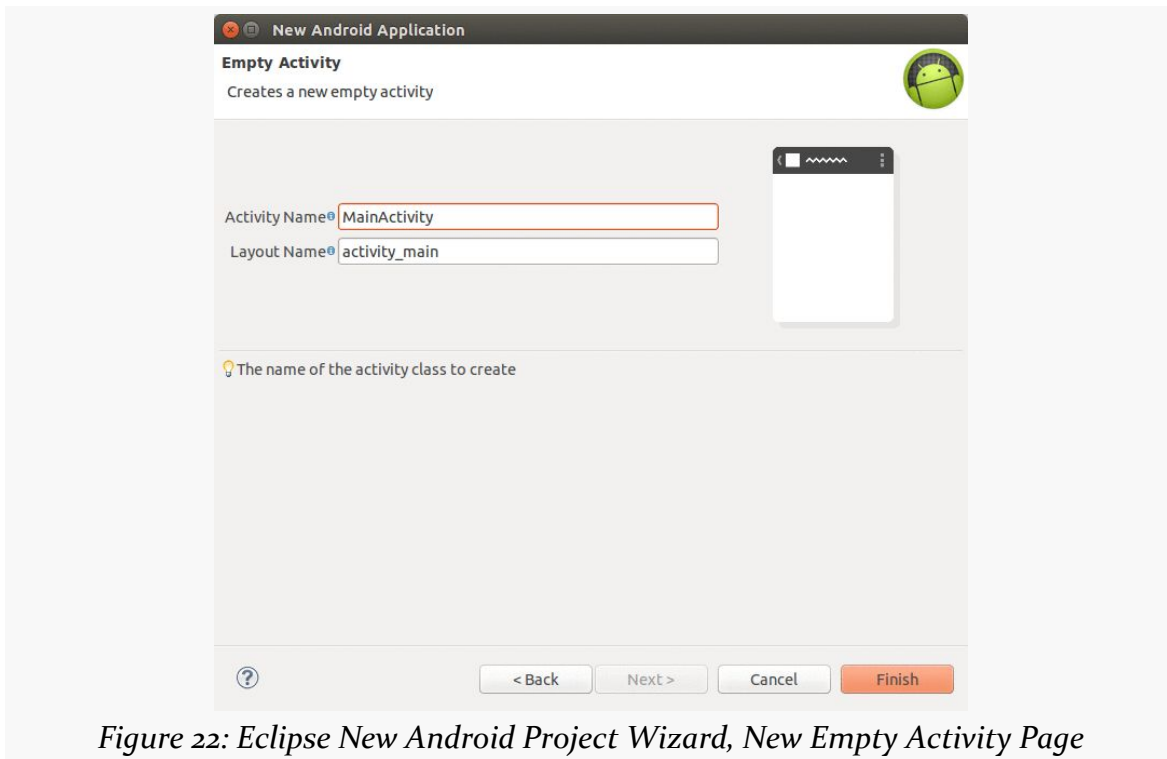 New Android Application
Empty Activity
Creates a new empty activity
Activity Name MainActivity
Layout Name activity_main
The name of the activity class to create
?
< Back Next > Cancel Finish
Figure 22: Eclipse New Android Project Wizard, New Empty Activity Page